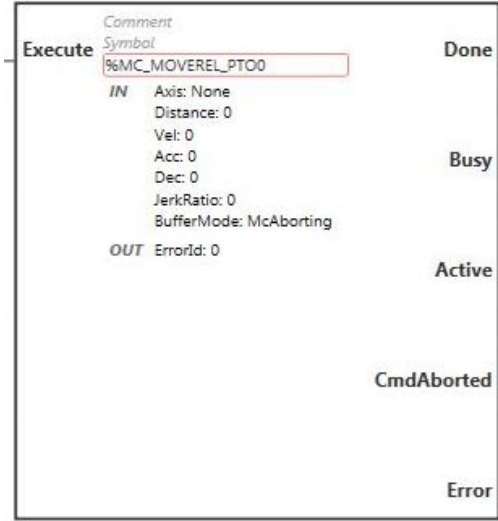 Comment
Execute Symbol Done
%MC_MOVEREL_PTO0
IN Axis: None
Distance: 0
Vel: 0
Acc: 0 Busy
Dec: 0
JerkRatio: 0
BufferMode: McAborting
OUT ErrorId: 0
Active
CmdAborted
Error